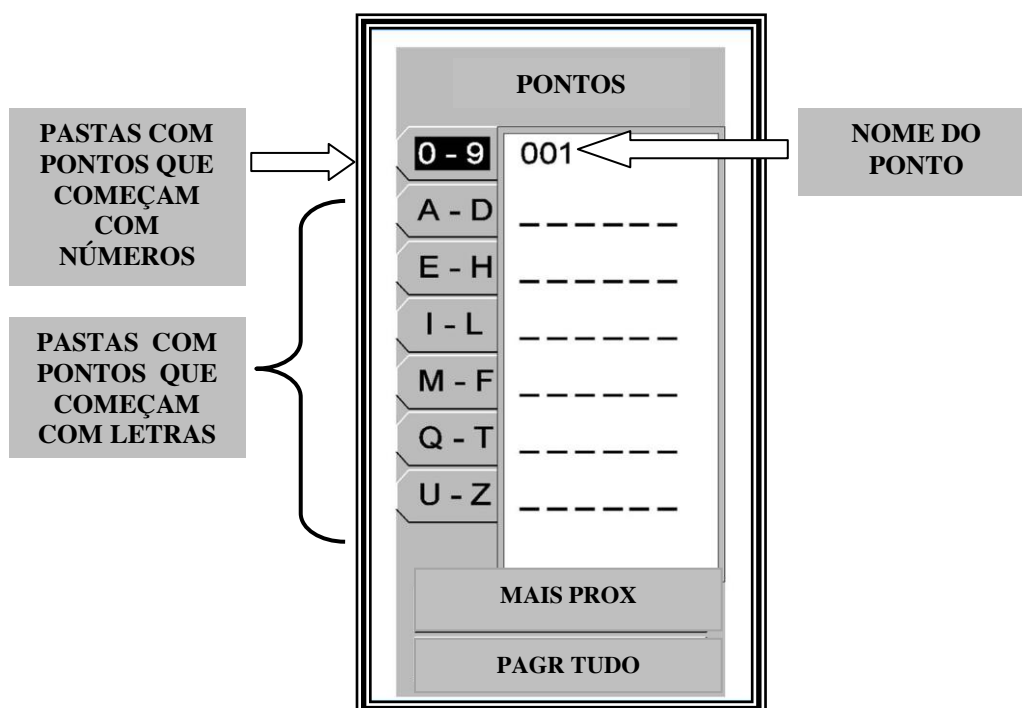 PONTOS
PASTAS COM
PONTOS QUE
COMEÇAM
COM
NÚMEROS
0 - 9
001
NOME DO
PONTO
A - D
E - H
I - L
PASTAS COM
PONTOS QUE
COMEÇAM
COM LETRAS
M - F
Q - T
U - Z
MAIS PROX
PAGR TUDO